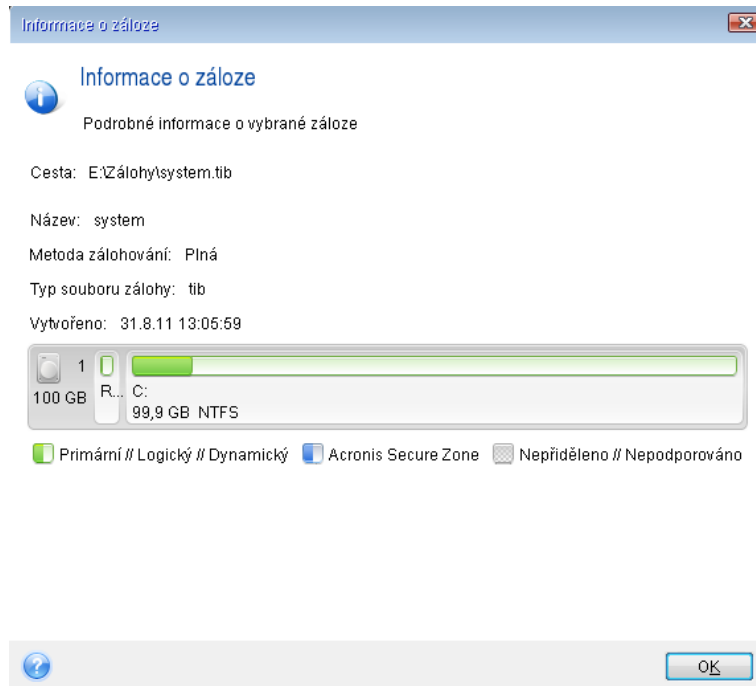 Informace o záloze
Informace o záloze
Podrobné informace o vybrané záloze
Cesta: E:\Zálohy\system.tib
Název: system
Metoda zálohování: Plná
Typ souboru zálohy: tib
Vytvořeno: 31.8.11 13:05:59
1
100 GB
R...
C:
99,9 GB NTFS
Primární // Logický // Dynamický Acronis Secure Zone Nepřiděleno // Nepodporováno
OK